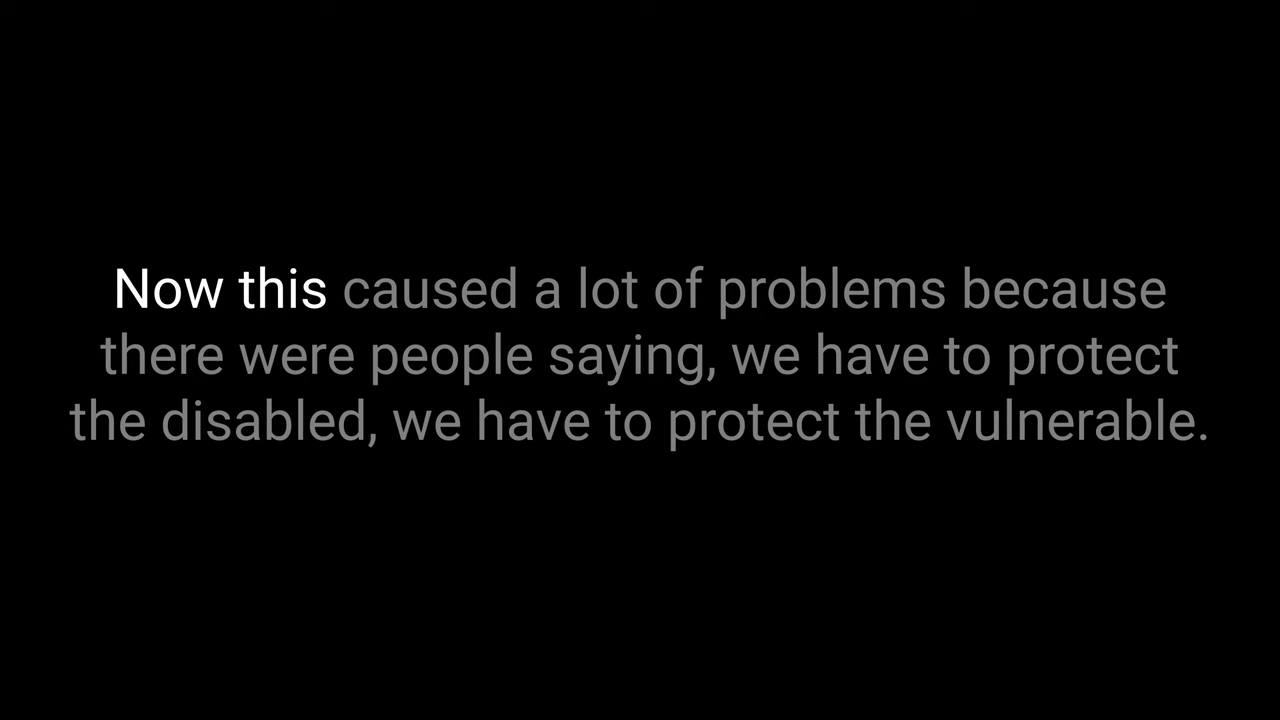 Now this caused a lot of problems because
there were people saying, we have to protect
the disabled, we have to protect the vulnerable.